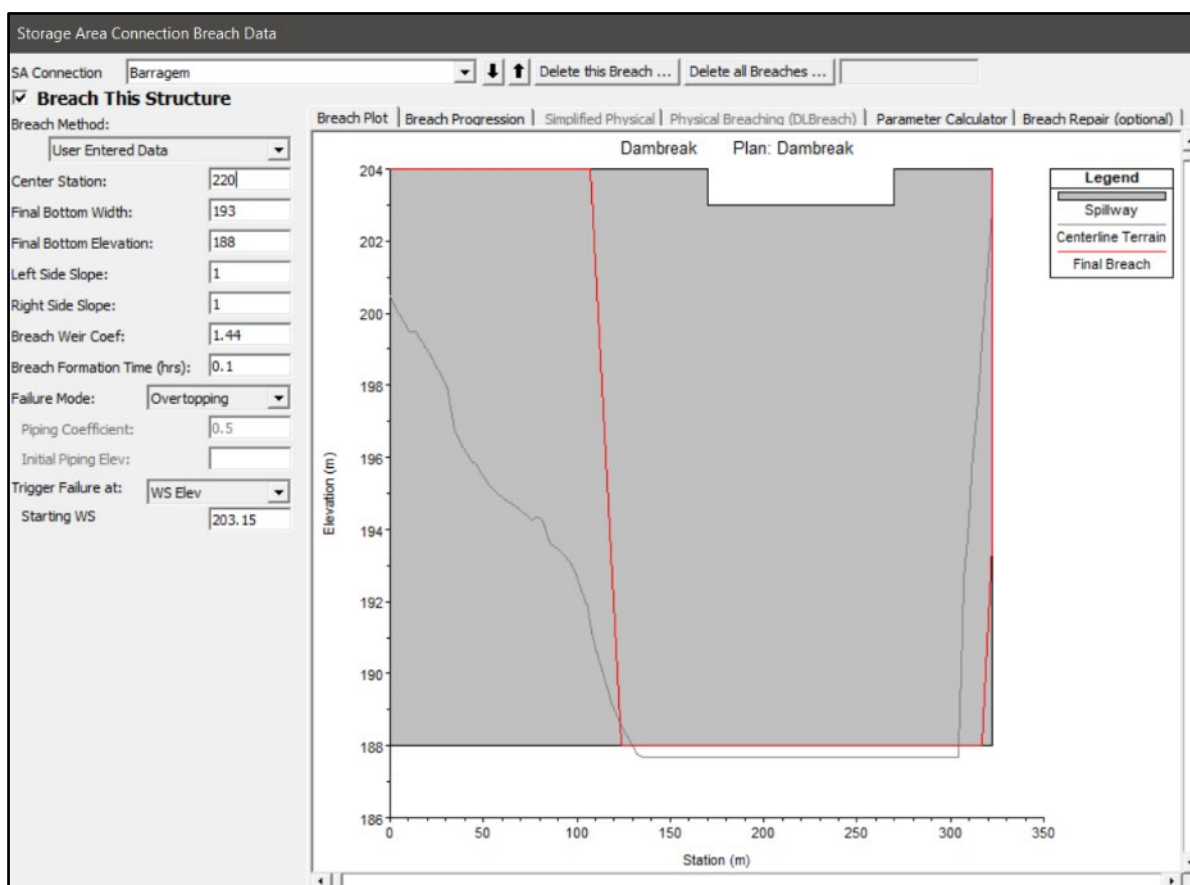 Storage Area Connection Breach Data
SA Connection Barragem Delete this Breach ... Delete all Breaches ...
Breach This Structure
Breach Method:
User Entered Data
Center Station: 220
Final Bottom Width: 193
Final Bottom Elevation: 188
Left Side Slope: 1
Right Side Slope: 1
Breach Weir Coef: 1.44
Breach Formation Time (hrs): 0.1
Failure Mode: Overtopping
Piping Coefficient: 0.5
Initial Piping Elev:
Trigger Failure at: WS Elev
Starting WS 203.15
Breach Plot Breach Progression Simplified Physical Physical Breaching (DLBreach) Parameter Calculator Breach Repair (optional)
Dambreak Plan: Dambreak
Legend
Spillway
Centerline Terrain
Final Breach
Elevation (m)
204
202
200
198
196
194
192
190
188
186
0 50 100 150 200 250 300 350
Station (m)